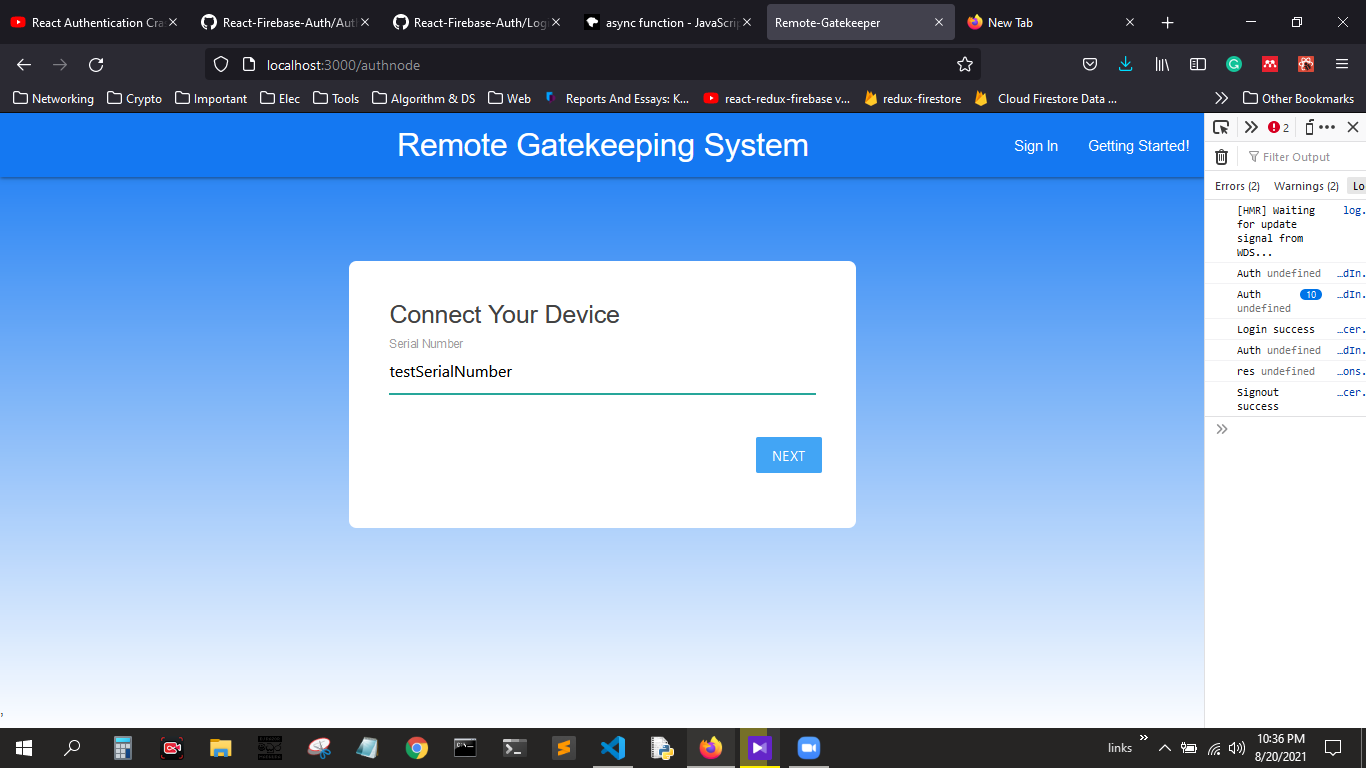 React Authentication Cra
React-Firebase-Auth/Aut
React-Firebase-Auth/Logi
async function - JavaScrip
Remote-Gatekeeper
New Tab
localhost:3000/authnode
Networking
Crypto
Important
Elec
Tools
Algorithm & DS
Web
Reports And Essays: K...
react-redux-firebase v...
redux-firestore
Cloud Firestore Data ...
Other Bookmarks
Remote Gatekeeping System
Sign In
Getting Started!
2
Filter Output
Errors (2)
Warnings (2)
Lo
[HMR] Waiting log.
for update
signal from
WDS...
Auth undefined …dIn.
Auth 10 …dIn.
undefined
Login success …cer.
Auth undefined …dIn.
res undefined …ons.
Signout …cer.
success
Connect Your Device
Serial Number
testSerialNumber
NEXT
,
links
10:36 PM
8/20/2021